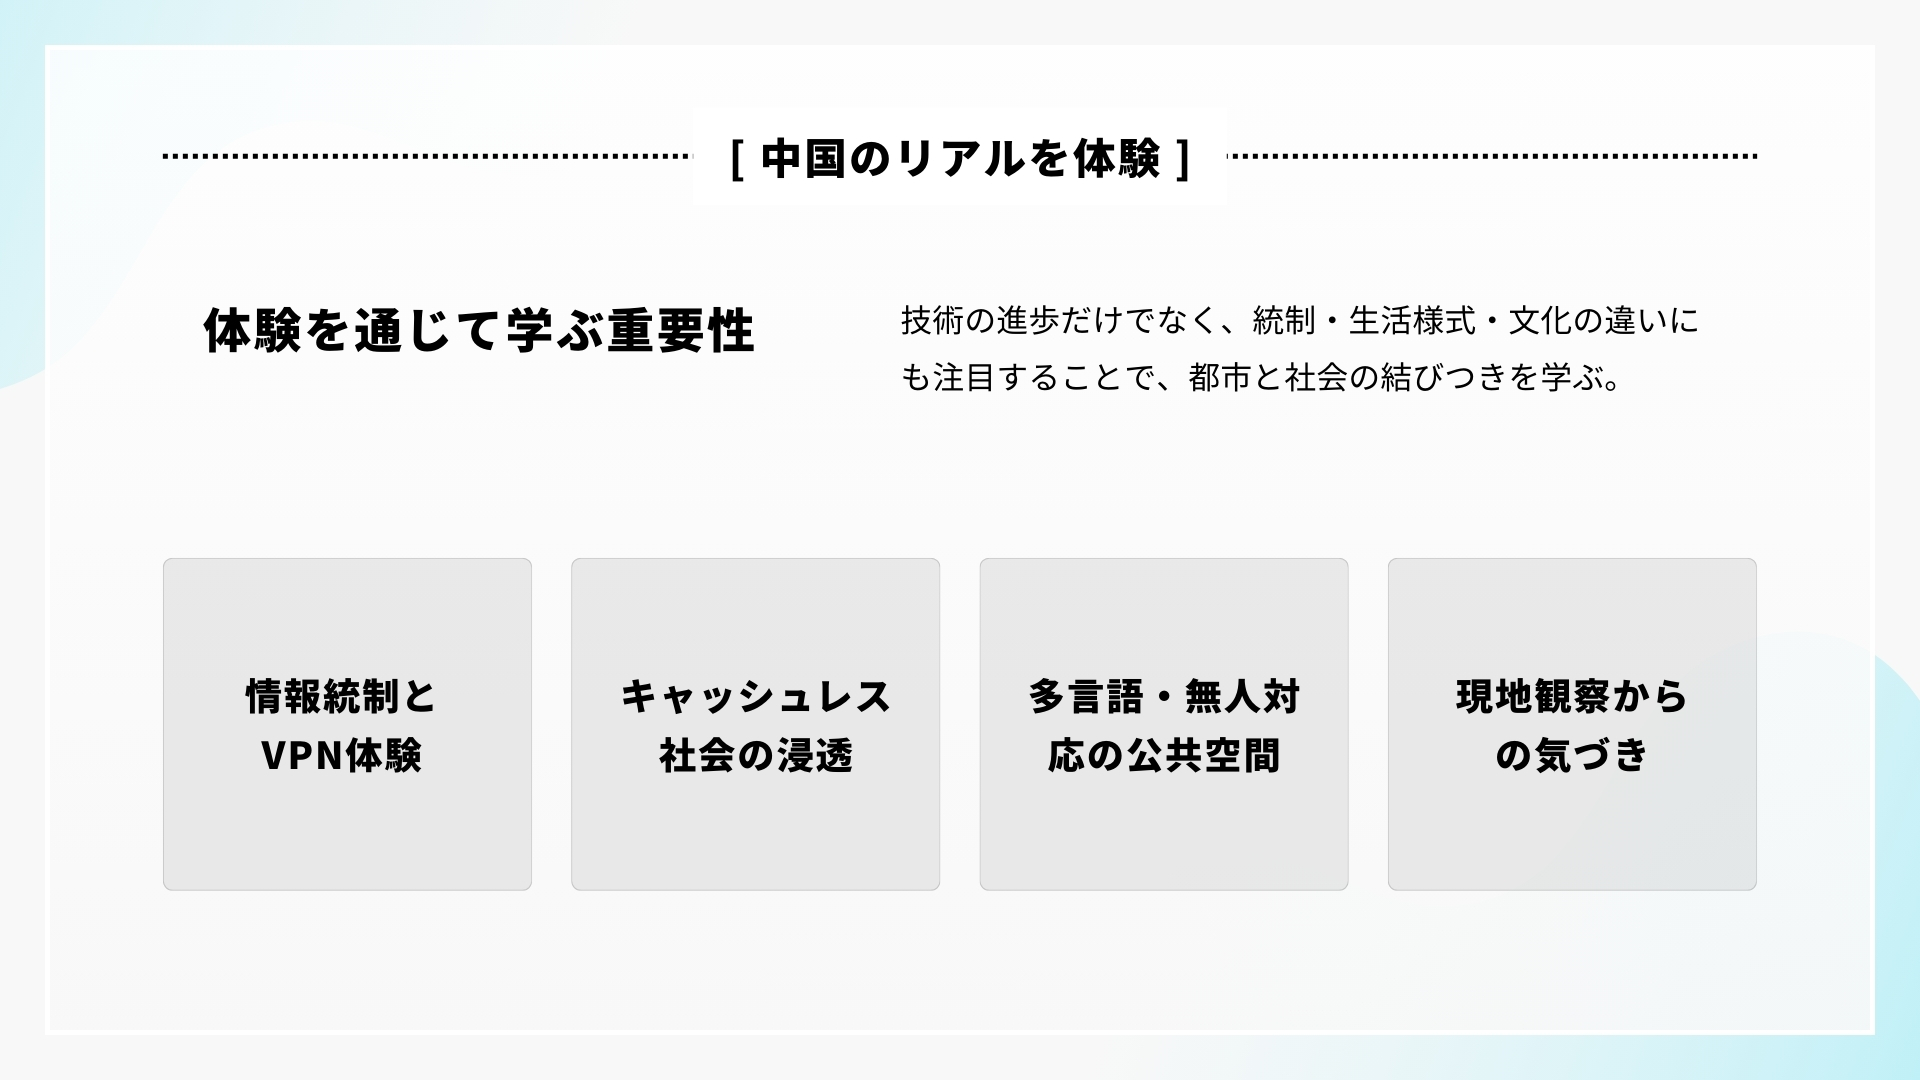 [ 中国のリアルを体験 ]
体験を通じて学ぶ重要性
技術の進歩だけでなく、統制・生活様式・文化の違いに
も注目することで、都市と社会の結びつきを学ぶ。
情報統制と
VPN体験
キャッシュレス
社会の浸透
多言語・無人対
応の公共空間
現地観察から
の気づき